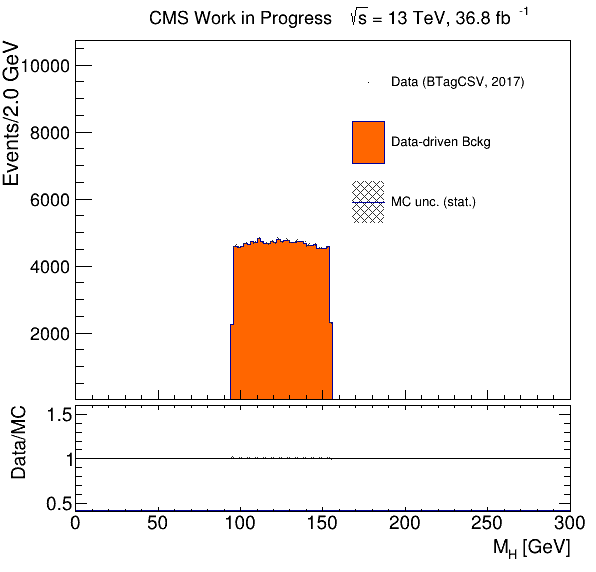 CMS Work in Progress √s = 13 TeV, 36.8 fb⁻¹
Events/2.0 GeV
10000
8000
6000
4000
2000
Data (BTagCSV, 2017)
Data-driven Bckg
MC unc. (stat.)
Data/MC
1.5
1
0.5
0 50 100 150 200 250 300
M_H [GeV]